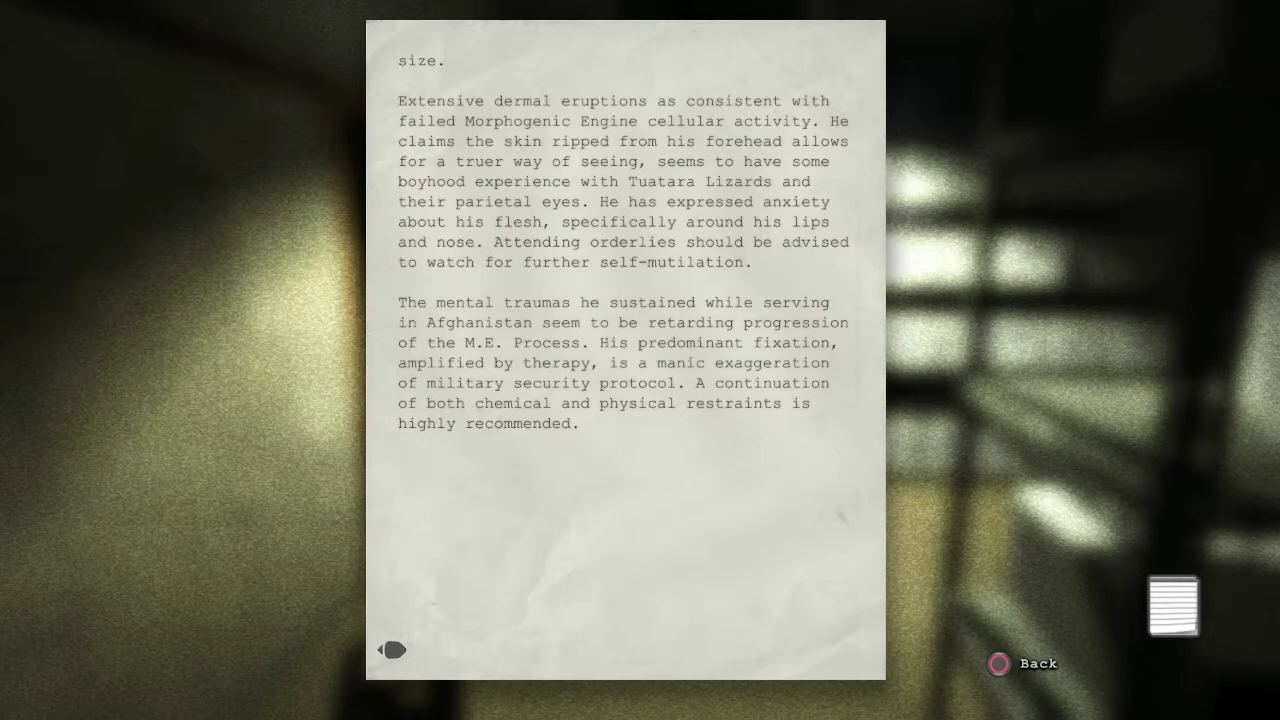 size.
Extensive dermal eruptions as consistent with
failed Morphogenic Engine cellular activity. He
claims the skin ripped from his forehead allows
for a truer way of seeing, seems to have some
boyhood experience with Tuatara Lizards and
their parietal eyes. He has expressed anxiety
about his flesh, specifically around his lips
and nose. Attending orderlies should be advised
to watch for further self-mutilation.
The mental traumas he sustained while serving
in Afghanistan seem to be retarding progression
of the M.E. Process. His predominant fixation,
amplified by therapy, is a manic exaggeration
of military security protocol. A continuation
of both chemical and physical restraints is
highly recommended.
Back